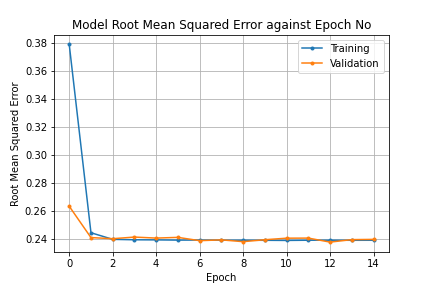 Model Root Mean Squared Error against Epoch No
Root Mean Squared Error
0.38
0.36
0.34
0.32
0.30
0.28
0.26
0.24
Training
Validation
0 2 4 6 8 10 12 14
Epoch